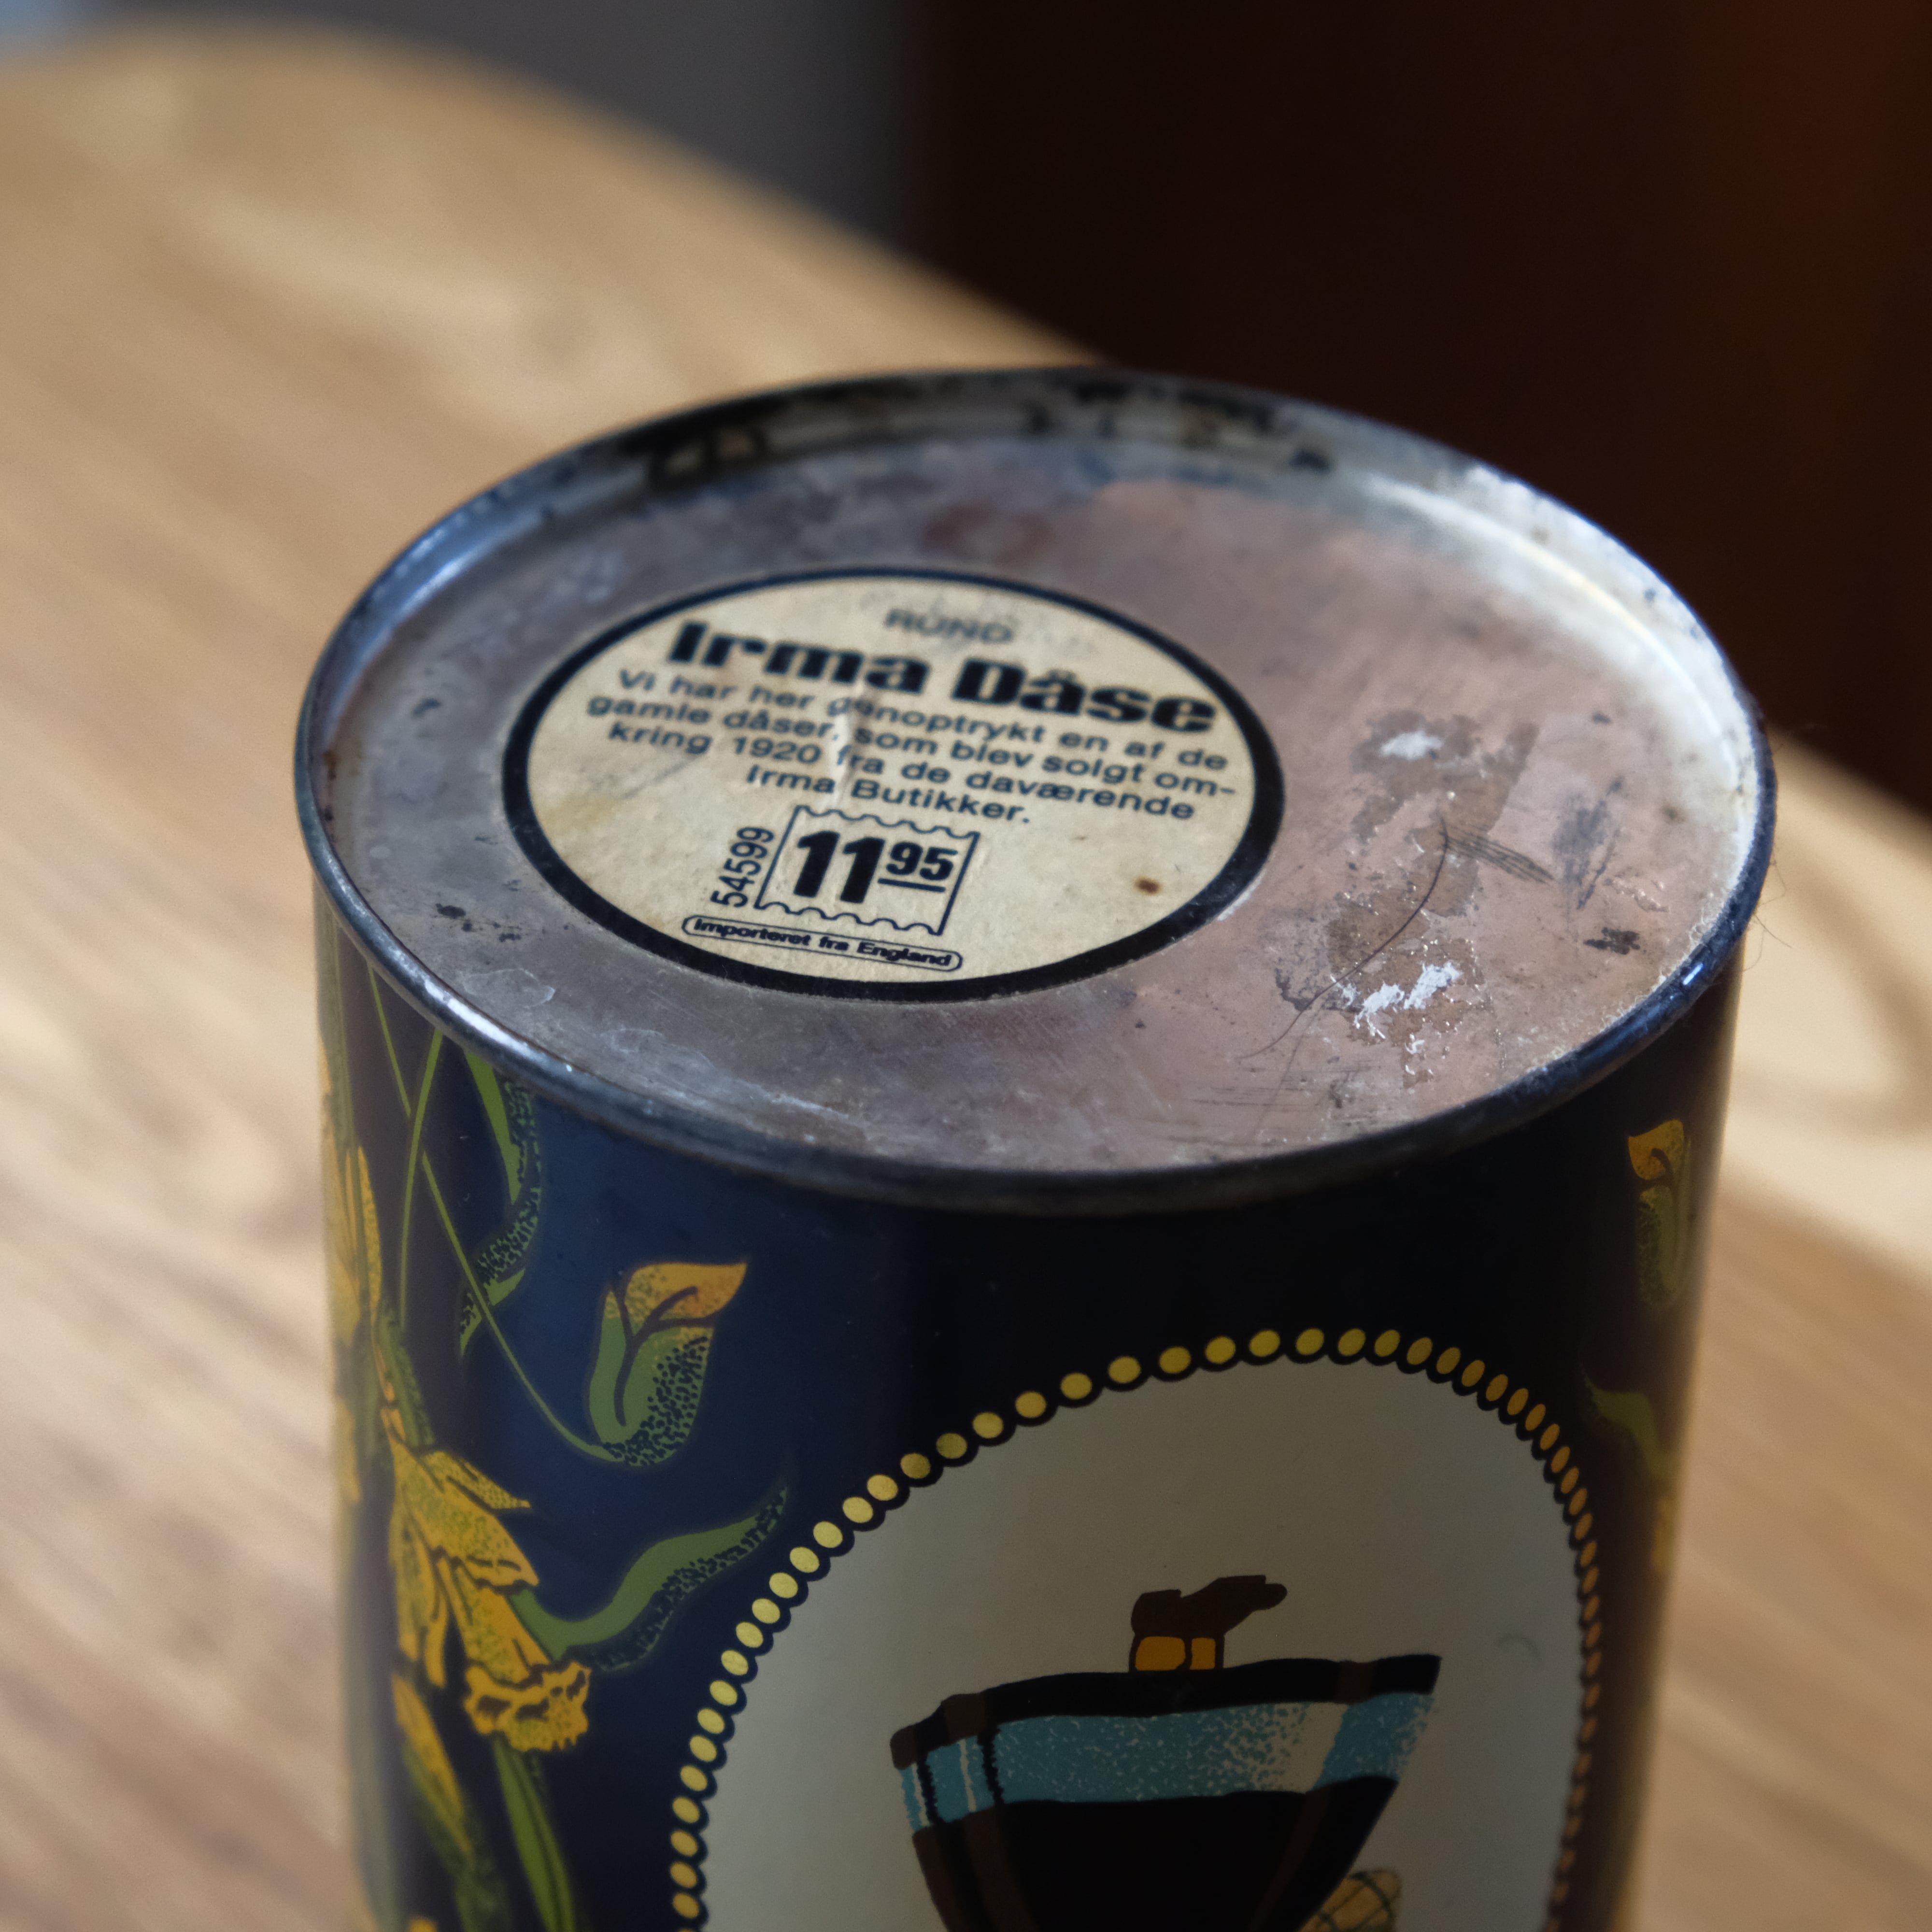 RUND
Irma Dåse
Vi har her genoptrykt en af de
gamle dåser, som blev solgt om-
kring 1920 fra de daværende
Irma Butikker.
54599
11 95
Importeret fra England